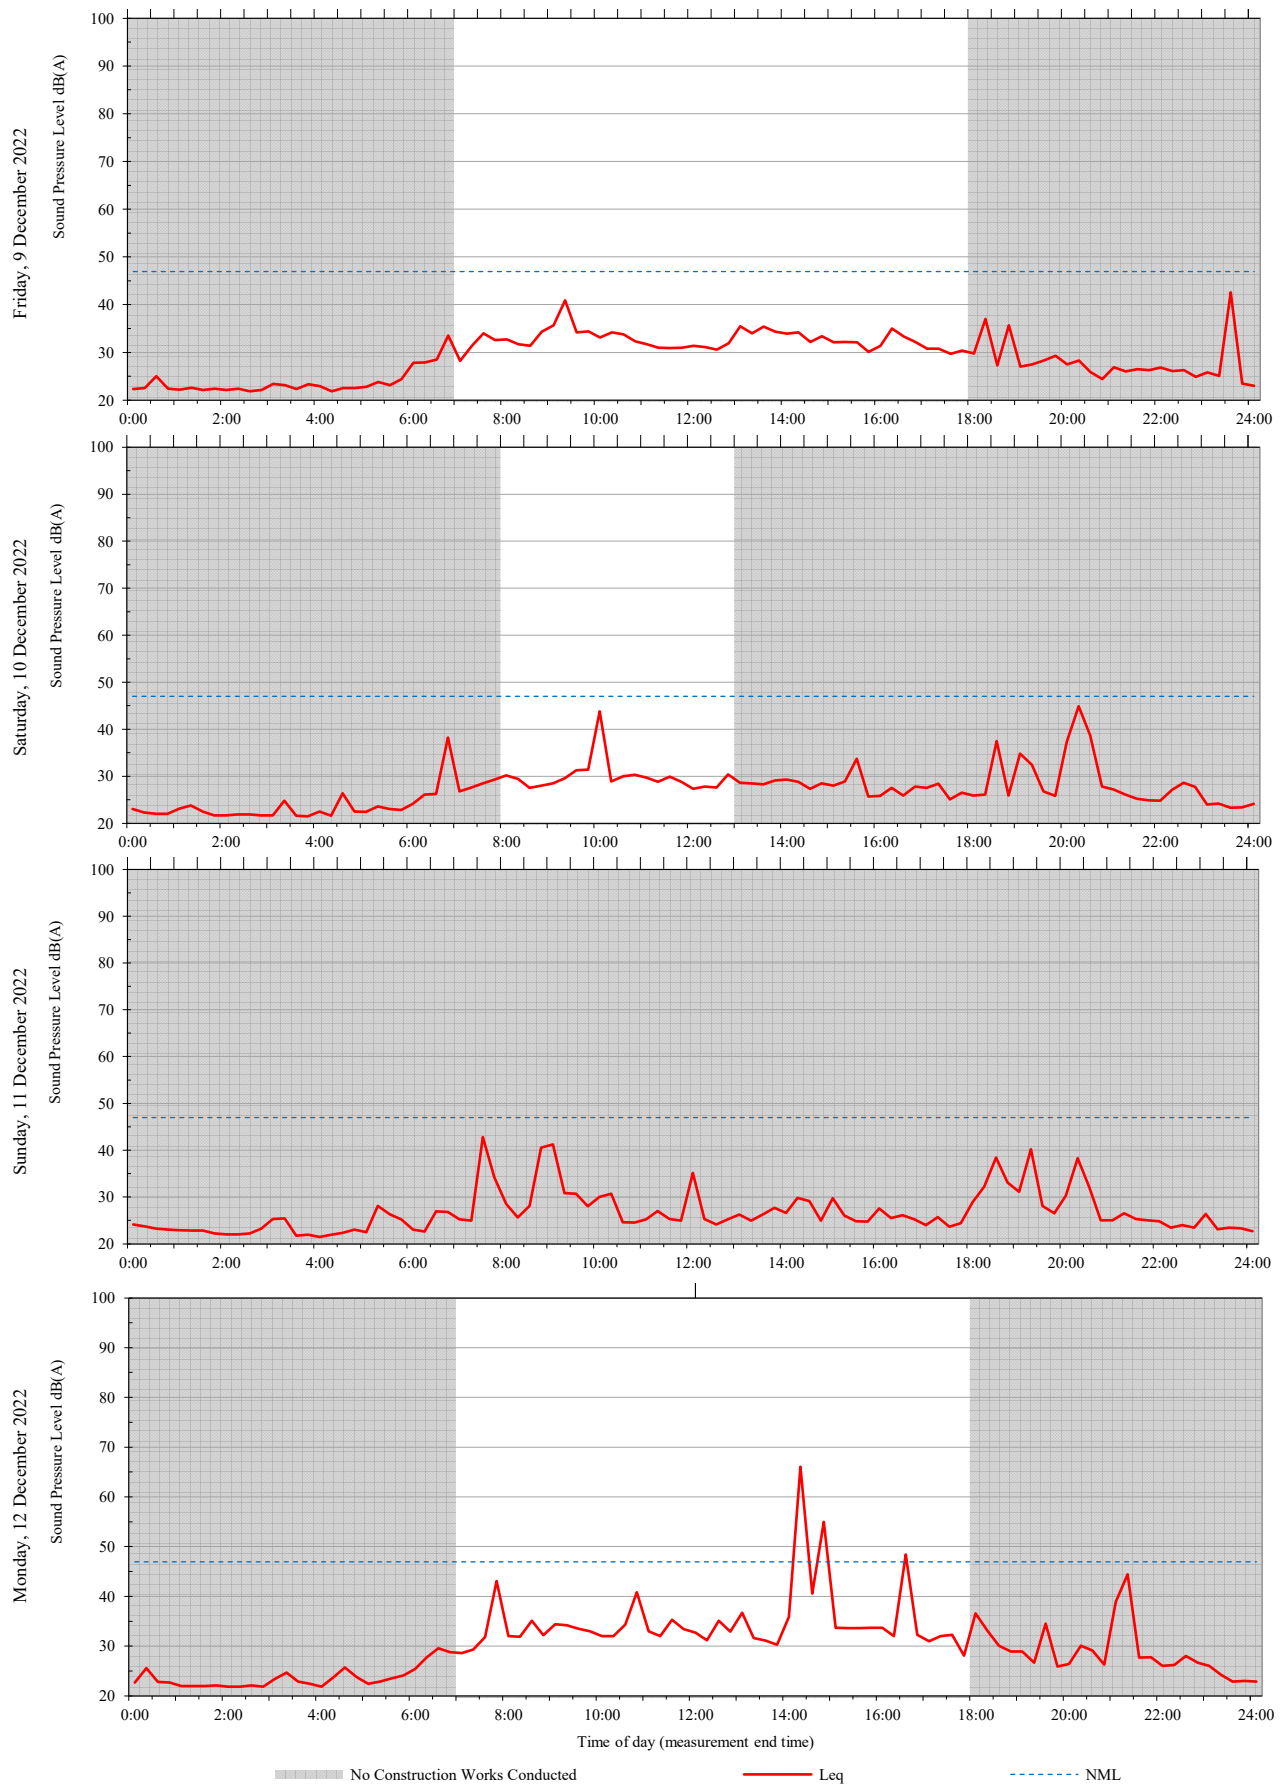 Friday, 9 December 2022
Sound Pressure Level dB(A)
100
90
80
70
60
50
40
30
20
0:00 2:00 4:00 6:00 8:00 10:00 12:00 14:00 16:00 18:00 20:00 22:00 24:00
Saturday, 10 December 2022
Sound Pressure Level dB(A)
100
90
80
70
60
50
40
30
20
0:00 2:00 4:00 6:00 8:00 10:00 12:00 14:00 16:00 18:00 20:00 22:00 24:00
Sunday, 11 December 2022
Sound Pressure Level dB(A)
100
90
80
70
60
50
40
30
20
0:00 2:00 4:00 6:00 8:00 10:00 12:00 14:00 16:00 18:00 20:00 22:00 24:00
Monday, 12 December 2022
Sound Pressure Level dB(A)
100
90
80
70
60
50
40
30
20
0:00 2:00 4:00 6:00 8:00 10:00 12:00 14:00 16:00 18:00 20:00 22:00 24:00
Time of day (measurement end time)
No Construction Works Conducted Leq NML